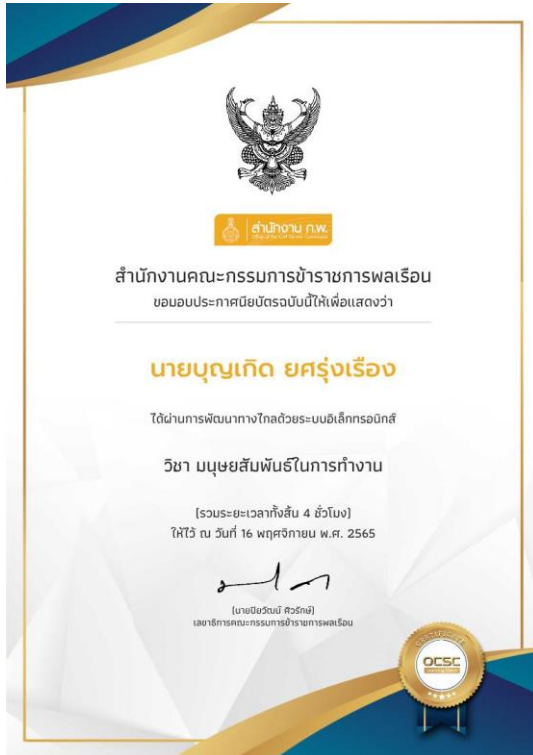 สำนักงาน ก.พ.
สำนักงานคณะกรรมการข้าราชการพลเรือน
ขอมอบประกาศนียบัตรฉบับนี้ให้เพื่อแสดงว่า
นายบุญเกิด ยศรุ่งเรือง
ได้ผ่านการพัฒนาทางไกลด้วยระบบอิเล็กทรอนิกส์
วิชา มนุษยสัมพันธ์ในการทำงาน
(รวมระยะเวลาทั้งสิ้น 4 ชั่วโมง)
ให้ไว้ ณ วันที่ 16 พฤศจิกายน พ.ศ. 2565
(นายปิยวัฒน์ ศิวรักษ์)
เลขาธิการคณะกรรมการข้าราชการพลเรือน
CERTIFICATE
OCSC